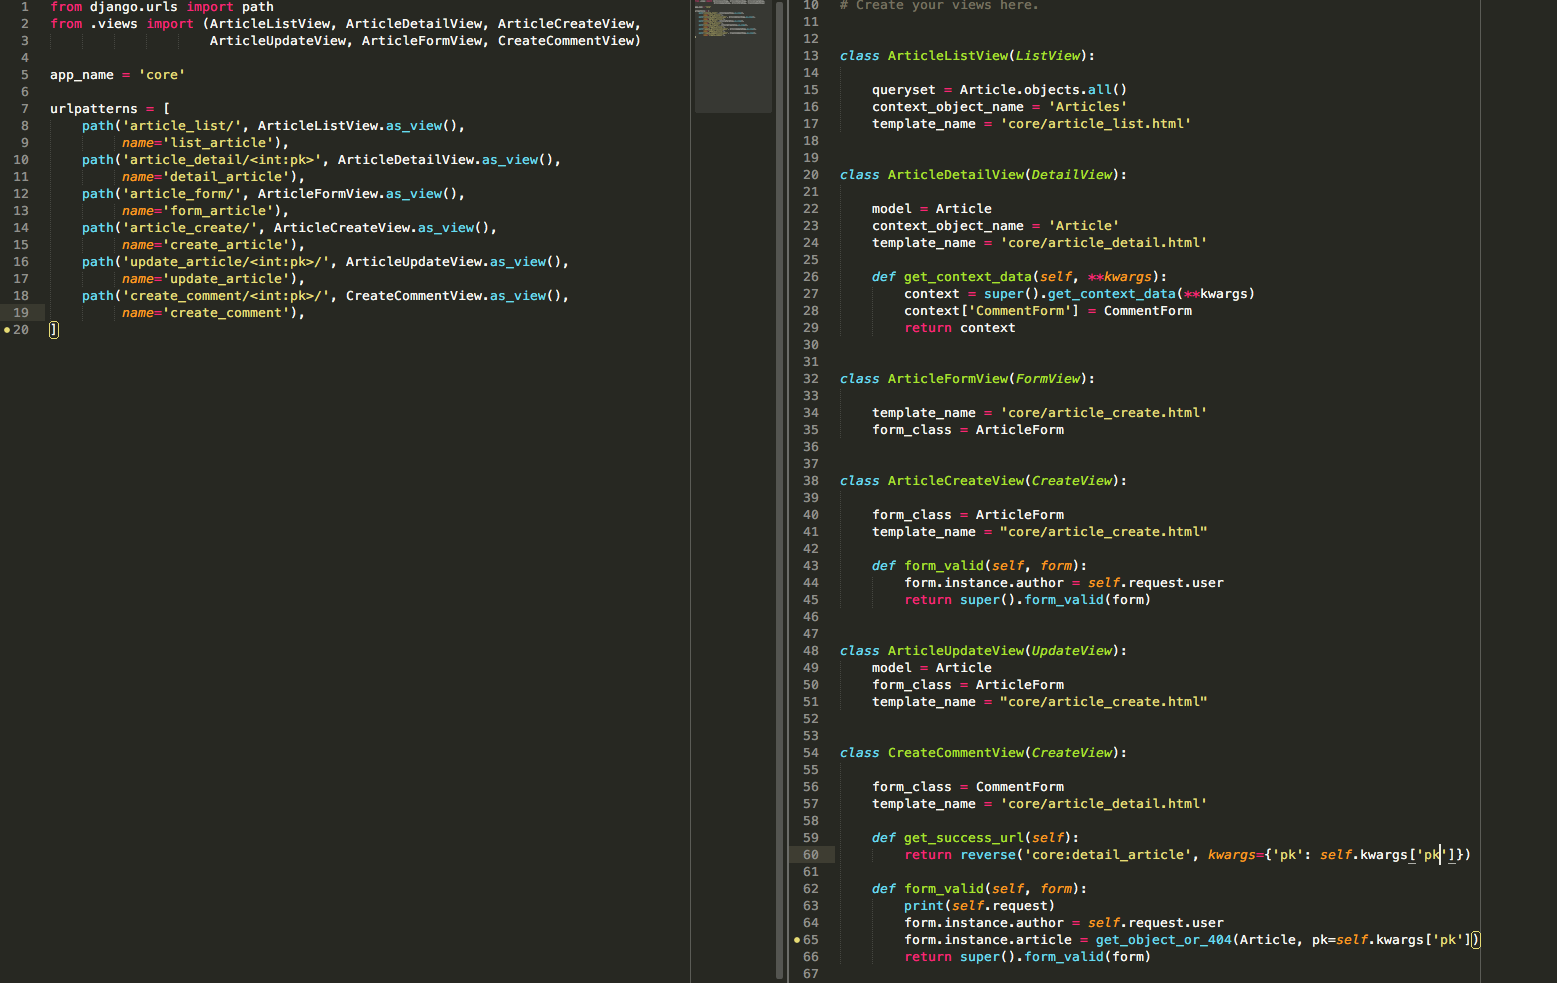 1 from django.urls import path
2 from .views import (ArticleListView, ArticleDetailView, ArticleCreateView,
3 ArticleUpdateView, ArticleFormView, CreateCommentView)
4
5 app_name = 'core'
6
7 urlpatterns = [
8 path('article_list/', ArticleListView.as_view(),
9 name='list_article'),
10 path('article_detail/<int:pk>', ArticleDetailView.as_view(),
11 name='detail_article'),
12 path('article_form/', ArticleFormView.as_view(),
13 name='form_article'),
14 path('article_create/', ArticleCreateView.as_view(),
15 name='create_article'),
16 path('update_article/<int:pk>/', ArticleUpdateView.as_view(),
17 name='update_article'),
18 path('create_comment/<int:pk>/', CreateCommentView.as_view(),
19 name='create_comment'),
20 ]
10 # Create your views here.
11
12
13 class ArticleListView(ListView):
14
15 queryset = Article.objects.all()
16 context_object_name = 'Articles'
17 template_name = 'core/article_list.html'
18
19
20 class ArticleDetailView(DetailView):
21
22 model = Article
23 context_object_name = 'Article'
24 template_name = 'core/article_detail.html'
25
26 def get_context_data(self, **kwargs):
27 context = super().get_context_data(**kwargs)
28 context['CommentForm'] = CommentForm
29 return context
30
31
32 class ArticleFormView(FormView):
33
34 template_name = 'core/article_create.html'
35 form_class = ArticleForm
36
37
38 class ArticleCreateView(CreateView):
39
40 form_class = ArticleForm
41 template_name = "core/article_create.html"
42
43 def form_valid(self, form):
44 form.instance.author = self.request.user
45 return super().form_valid(form)
46
47
48 class ArticleUpdateView(UpdateView):
49 model = Article
50 form_class = ArticleForm
51 template_name = "core/article_create.html"
52
53
54 class CreateCommentView(CreateView):
55
56 form_class = CommentForm
57 template_name = 'core/article_detail.html'
58
59 def get_success_url(self):
60 return reverse('core:detail_article', kwargs={'pk': self.kwargs['pk']})
61
62 def form_valid(self, form):
63 print(self.request)
64 form.instance.author = self.request.user
65 form.instance.article = get_object_or_404(Article, pk=self.kwargs['pk'])
66 return super().form_valid(form)
67